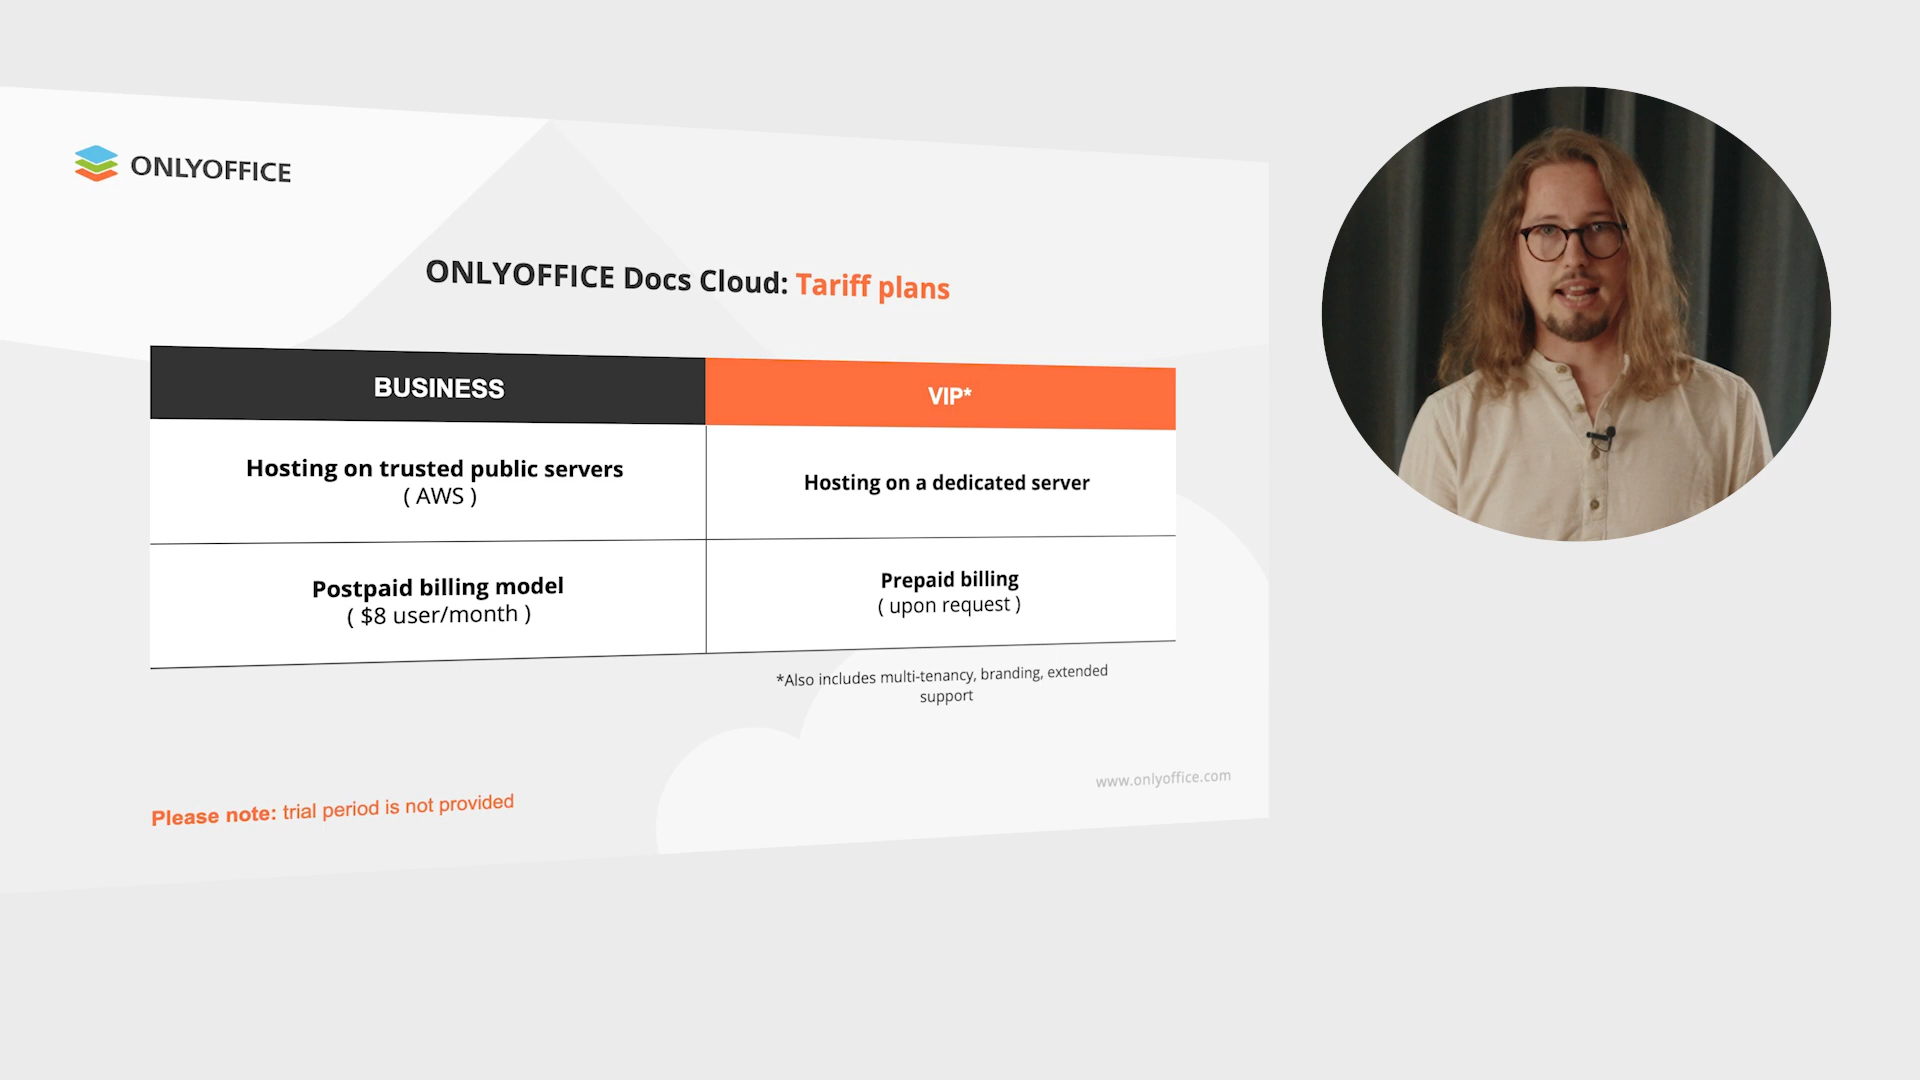 ONLYOFFICE
ONLYOFFICE Docs Cloud: Tariff plans
BUSINESS
VIP*
Hosting on trusted public servers
( AWS )
Hosting on a dedicated server
Postpaid billing model
( $8 user/month )
Prepaid billing
( upon request )
*Also includes multi-tenancy, branding, extended
support
www.onlyoffice.com
Please note: trial period is not provided